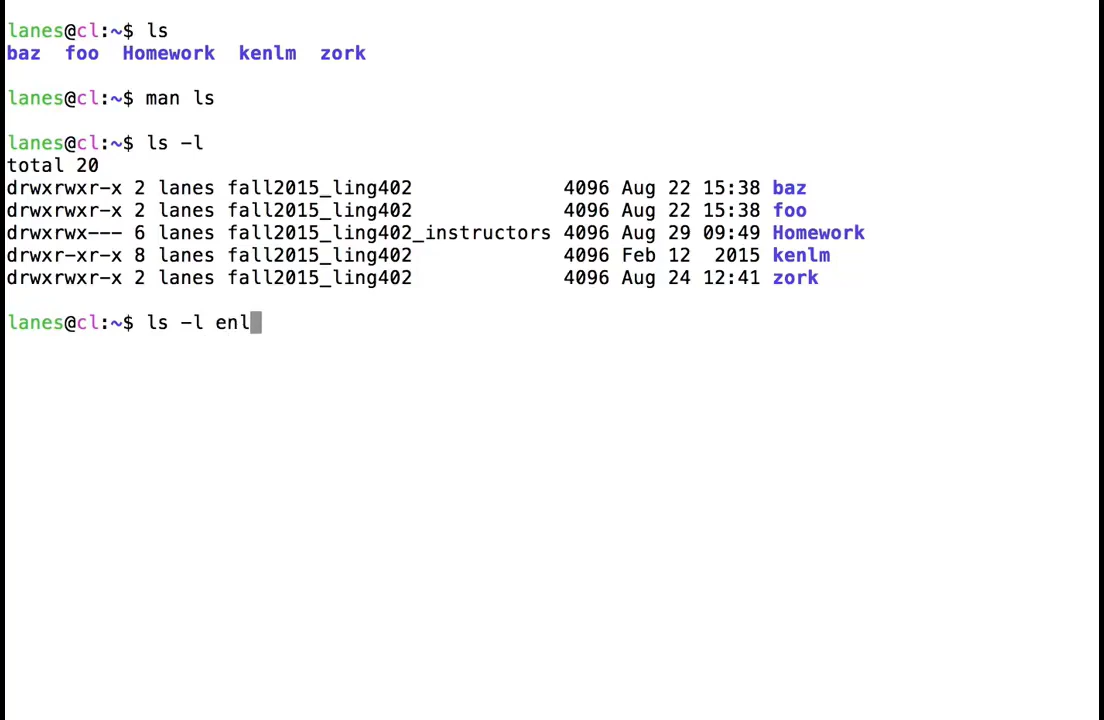 lanes@cl:~$ ls
baz  foo  Homework  kenlm  zork
lanes@cl:~$ man ls
lanes@cl:~$ ls -l
total 20
drwxrwxr-x 2 lanes fall2015_ling402             4096 Aug 22 15:38 baz
drwxrwxr-x 2 lanes fall2015_ling402             4096 Aug 22 15:38 foo
drwxrwx--- 6 lanes fall2015_ling402_instructors 4096 Aug 29 09:49 Homework
drwxr-xr-x 8 lanes fall2015_ling402             4096 Feb 12  2015 kenlm
drwxrwxr-x 2 lanes fall2015_ling402             4096 Aug 24 12:41 zork
lanes@cl:~$ ls -l enl